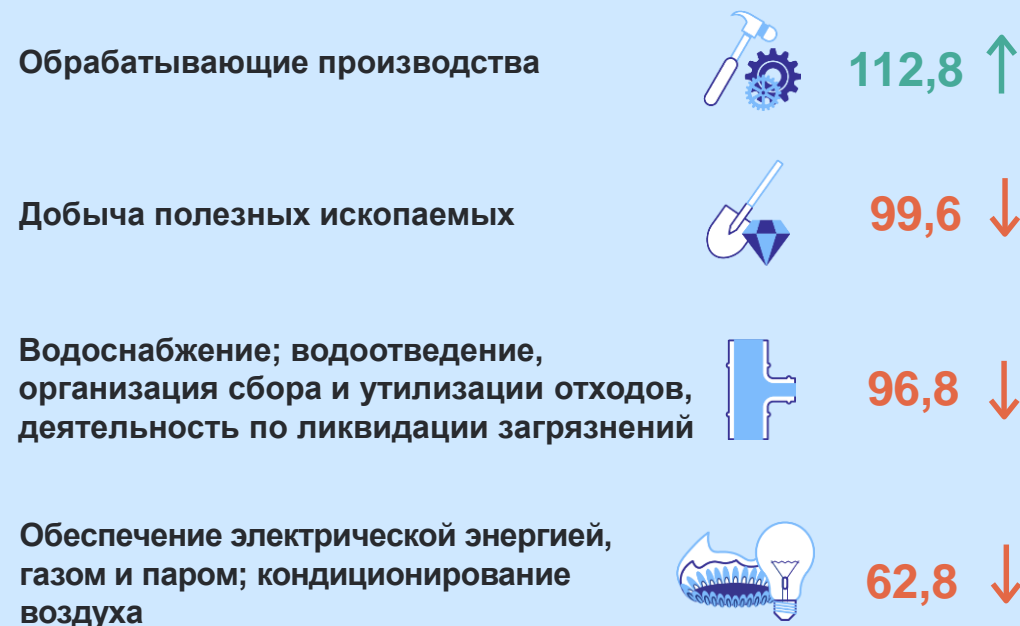 Обрабатывающие производства
112,8
Добыча полезных ископаемых
99,6
Водоснабжение; водоотведение,
организация сбора и утилизации отходов,
деятельность по ликвидации загрязнений
96,8
Обеспечение электрической энергией,
газом и паром; кондиционирование
воздуха
62,8